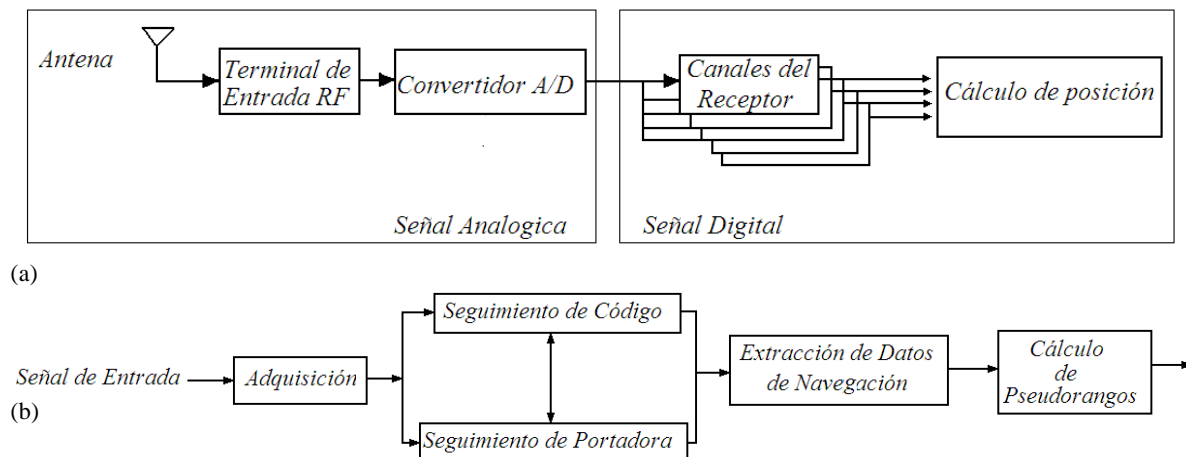 Antena
Terminal de
Entrada RF
Convertidor A/D
Canales del
Receptor
Cálculo de posición
Señal Analogica
Señal Digital
(a)
Señal de Entrada
Adquisición
Seguimiento de Código
Seguimiento de Portadora
Extracción de Datos
de Navegación
Cálculo
de
Pseudorangos
(b)